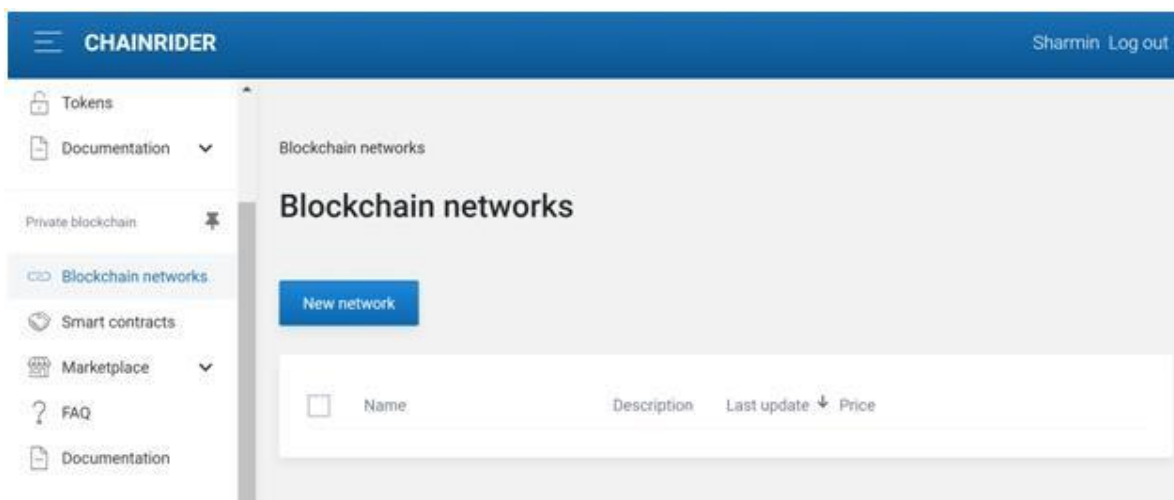 CHAINRIDER
Sharmin Log out
Tokens
Documentation
Private blockchain
Blockchain networks
Smart contracts
Marketplace
FAQ
Documentation
Blockchain networks
Blockchain networks
New network
Name Description Last update Price